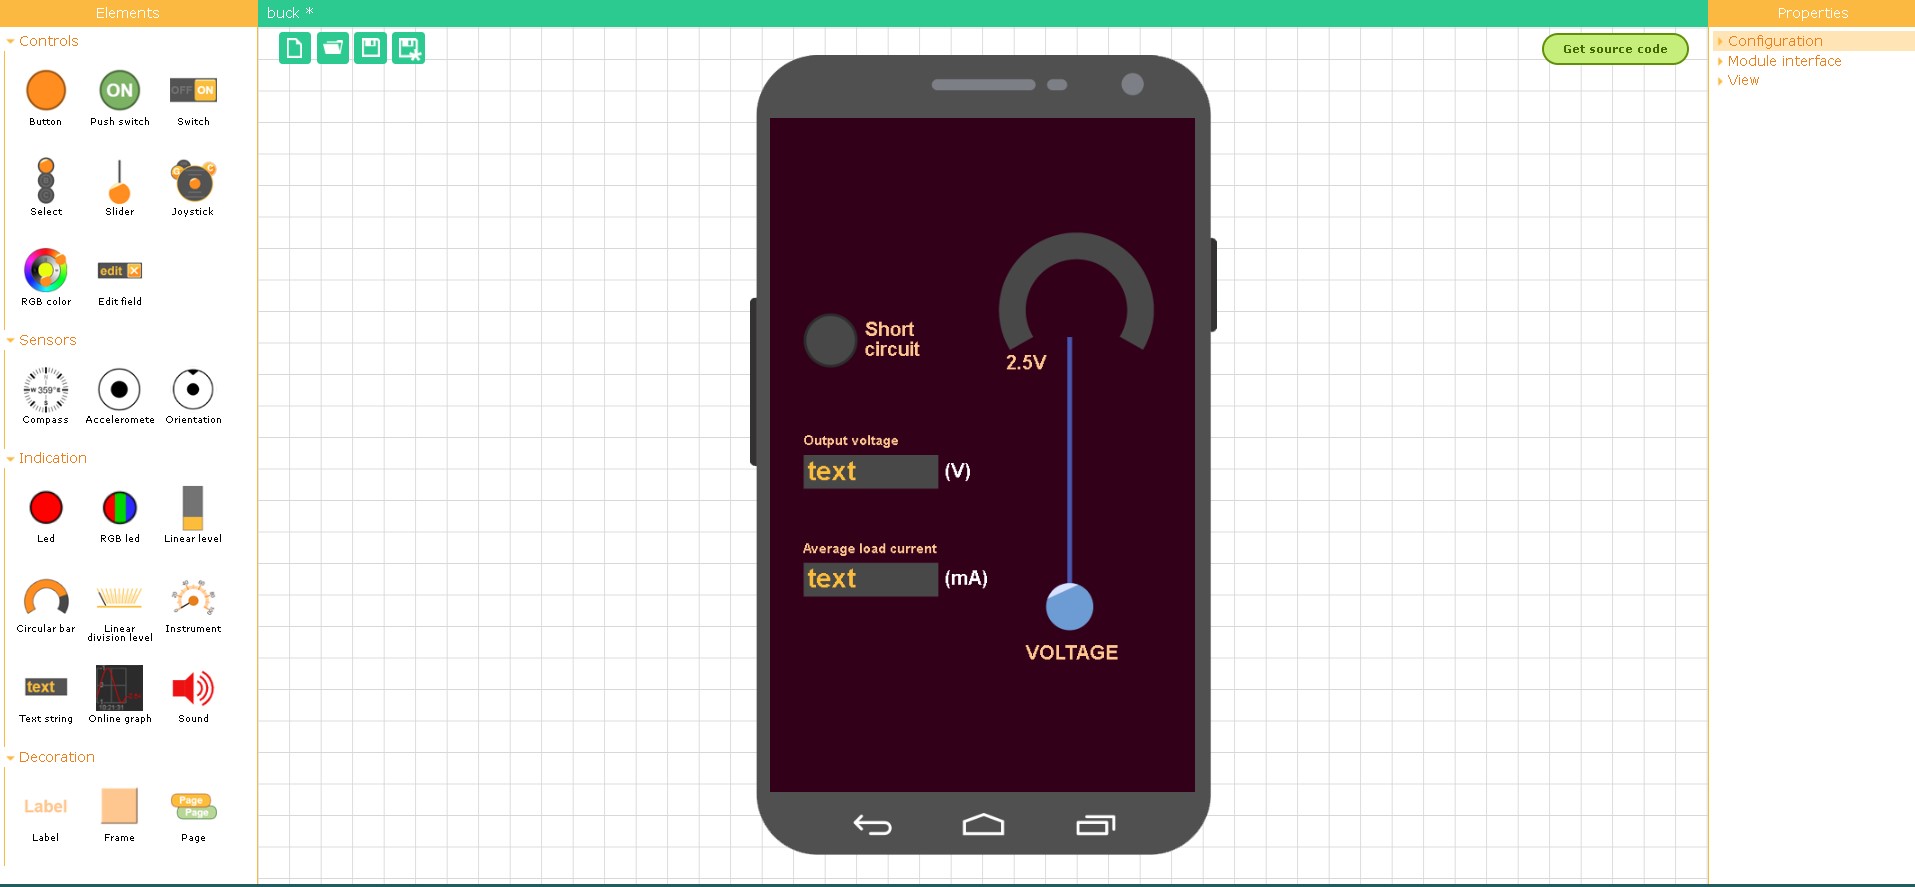 Elements
buck *
Properties
Controls
ON
OFF ON
Button
Push switch
Switch
Select
Slider
Joystick
edit
RGB color
Edit field
Sensors
W 359° E
Compass
Acceleromete
Orientation
Indication
Led
RGB led
Linear level
Circular bar
Linear
division level
Instrument
text
Text string
Online graph
Sound
Decoration
Label
Page
Page
Label
Frame
Page
Get source code
Short
circuit
2.5V
Output voltage
text (V)
Average load current
text (mA)
VOLTAGE
Configuration
Module interface
View